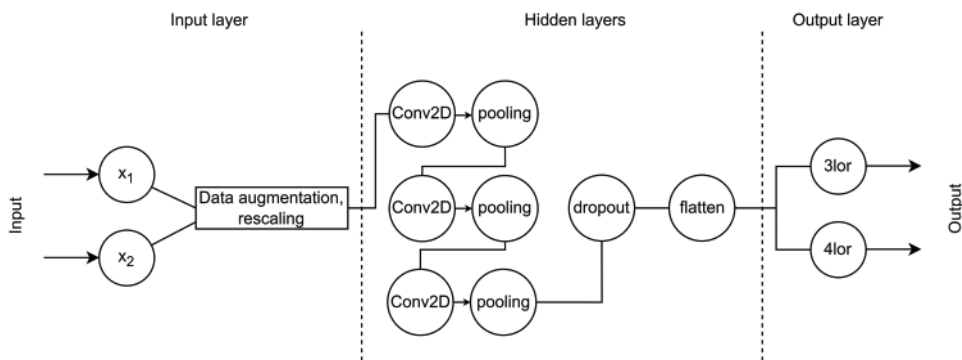 Input layer
Hidden layers
Output layer
Input
x1
x2
Data augmentation,
rescaling
Conv2D
pooling
Conv2D
pooling
Conv2D
pooling
dropout
flatten
3lor
4lor
Output